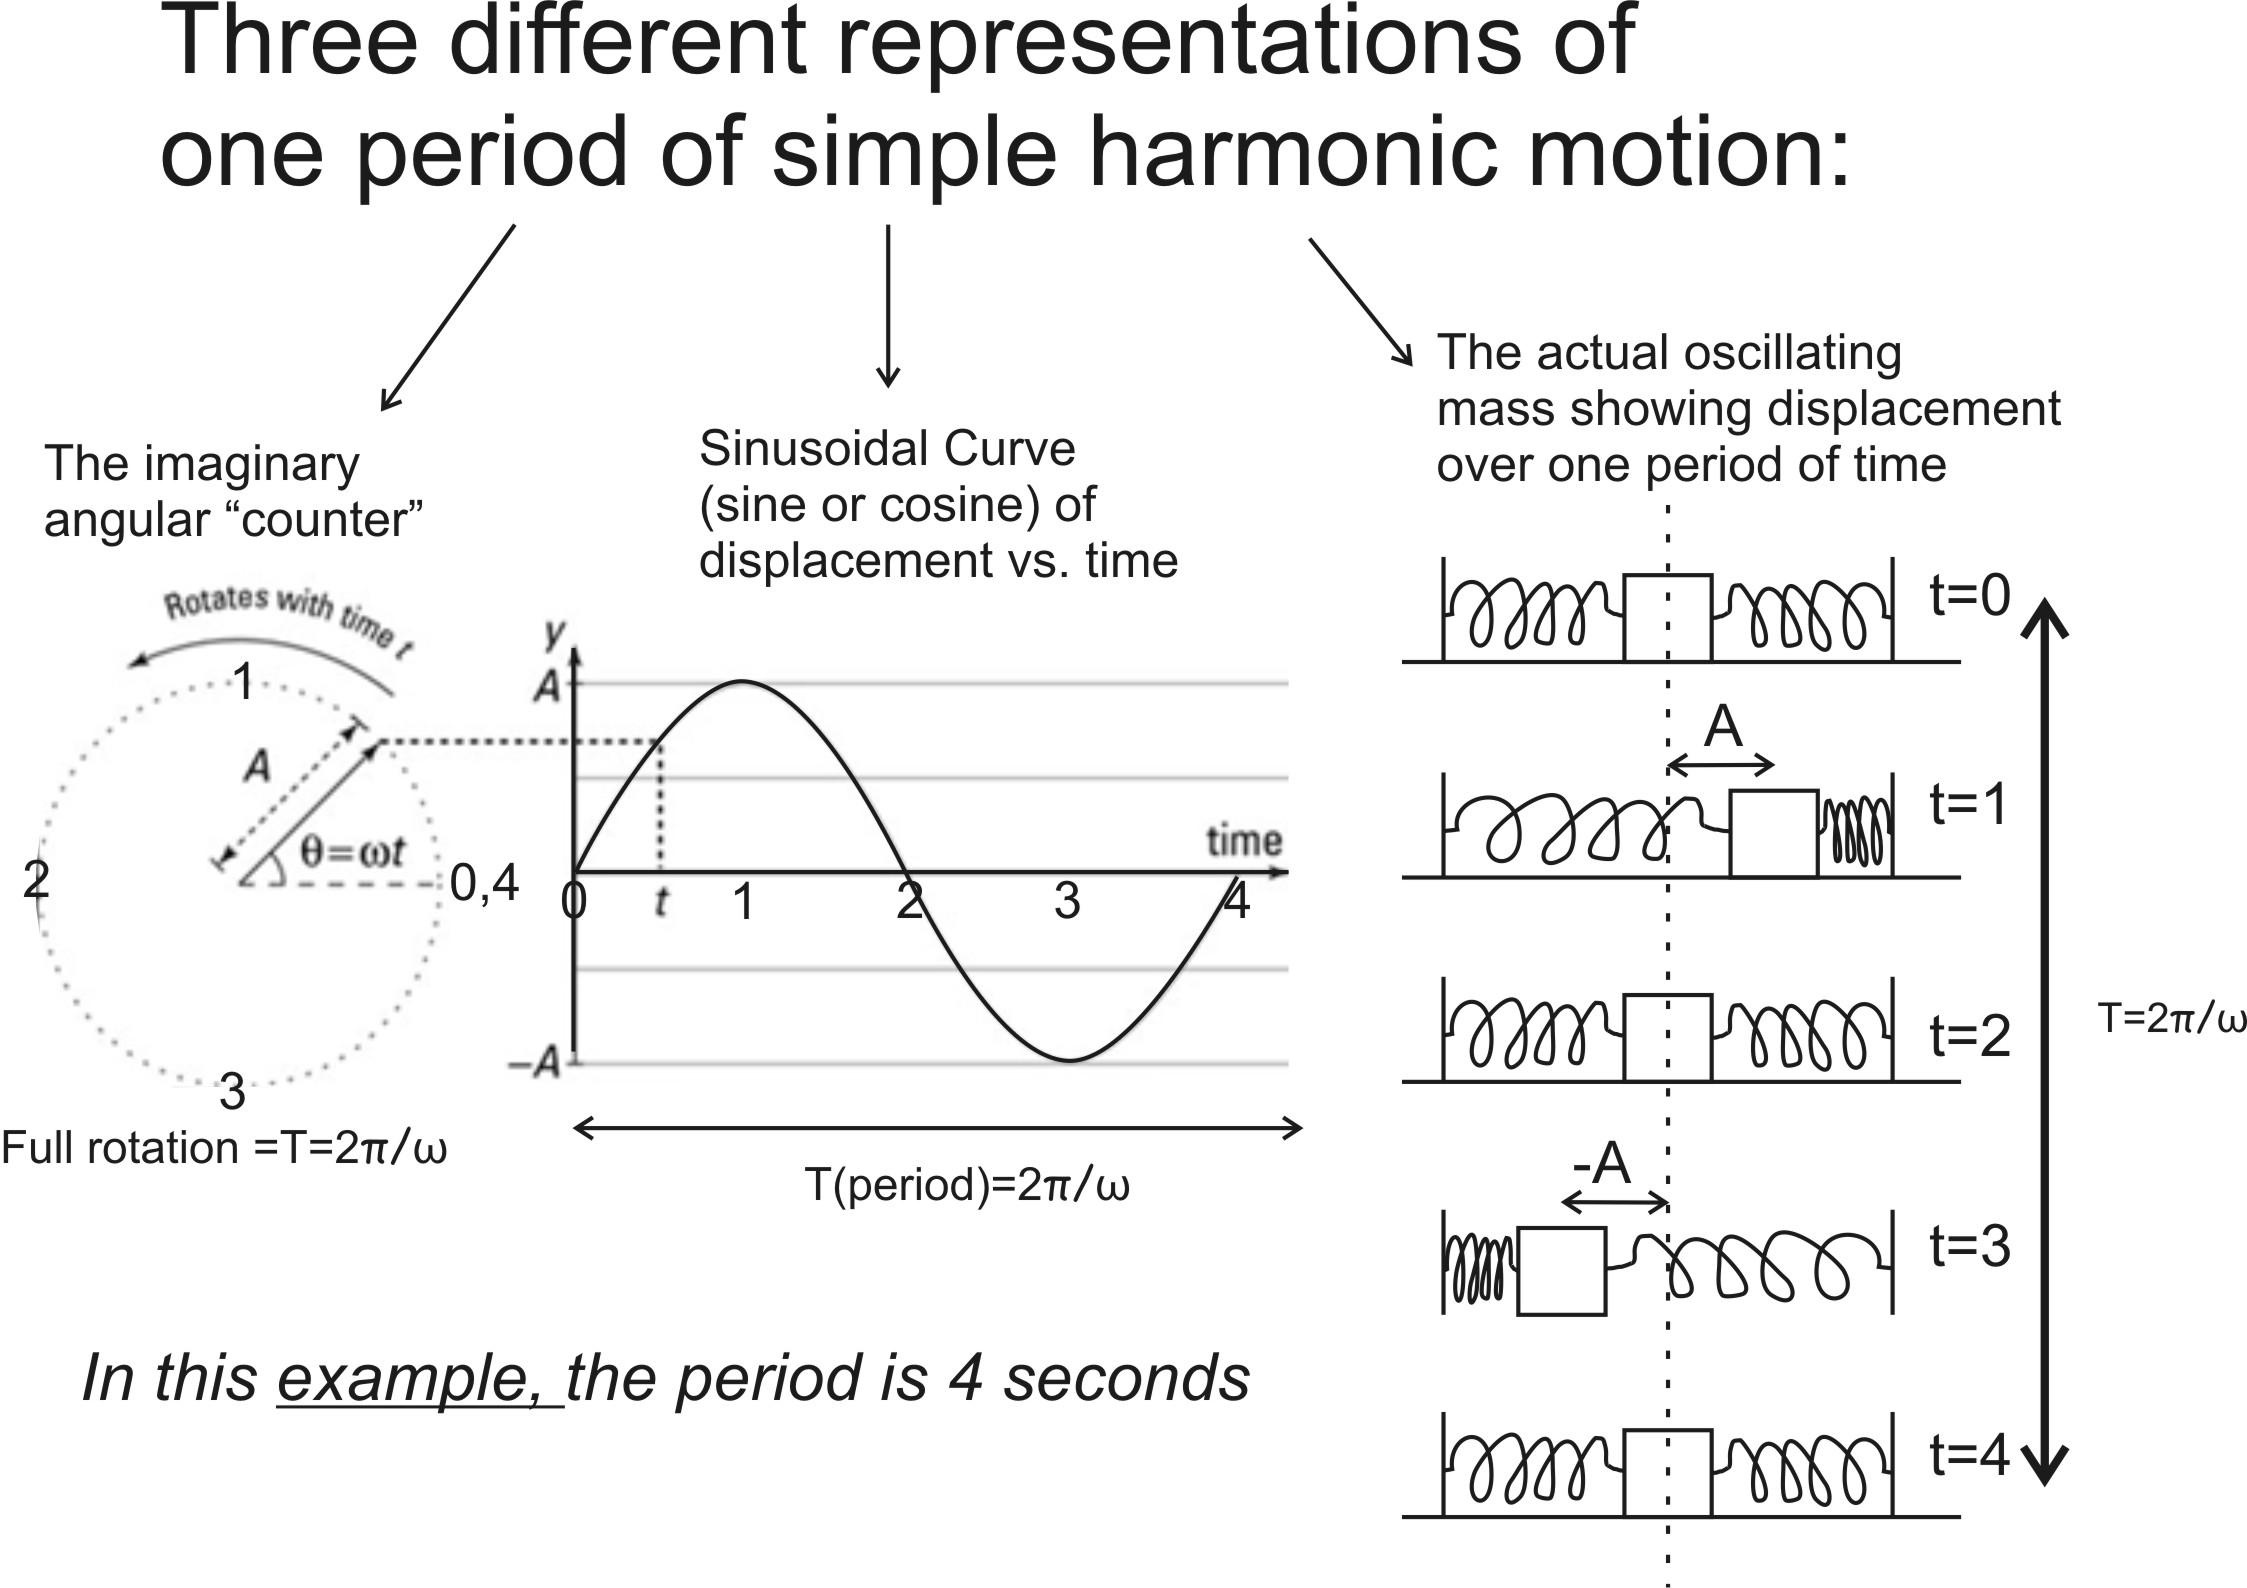 Three different representations of
one period of simple harmonic motion:
The imaginary
angular “counter”
Sinusoidal Curve
(sine or cosine) of
displacement vs. time
The actual oscillating
mass showing displacement
over one period of time
Rotates with time t
1
A
θ=ωt
2
0,4
3
Full rotation =T=2π/ω
y
A
time
0
t
1
2
3
4
–A
T(period)=2π/ω
t=0
A
t=1
t=2
T=2π/ω
-A
t=3
t=4
In this example, the period is 4 seconds